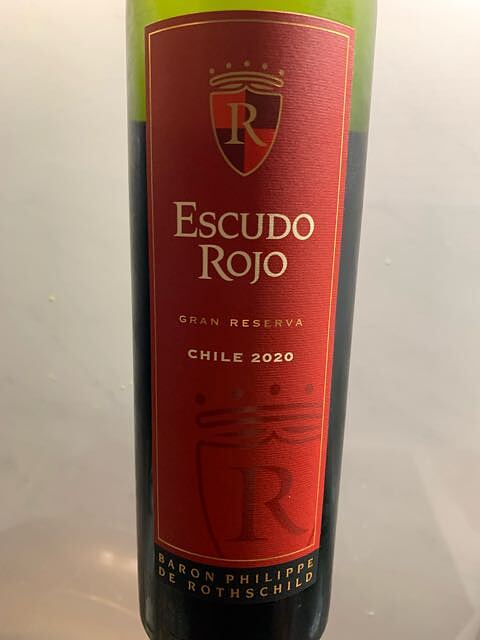 R
ESCUDO
ROJO
GRAN RESERVA
CHILE 2020
R
BARON PHILIPPE
DE ROTHSCHILD